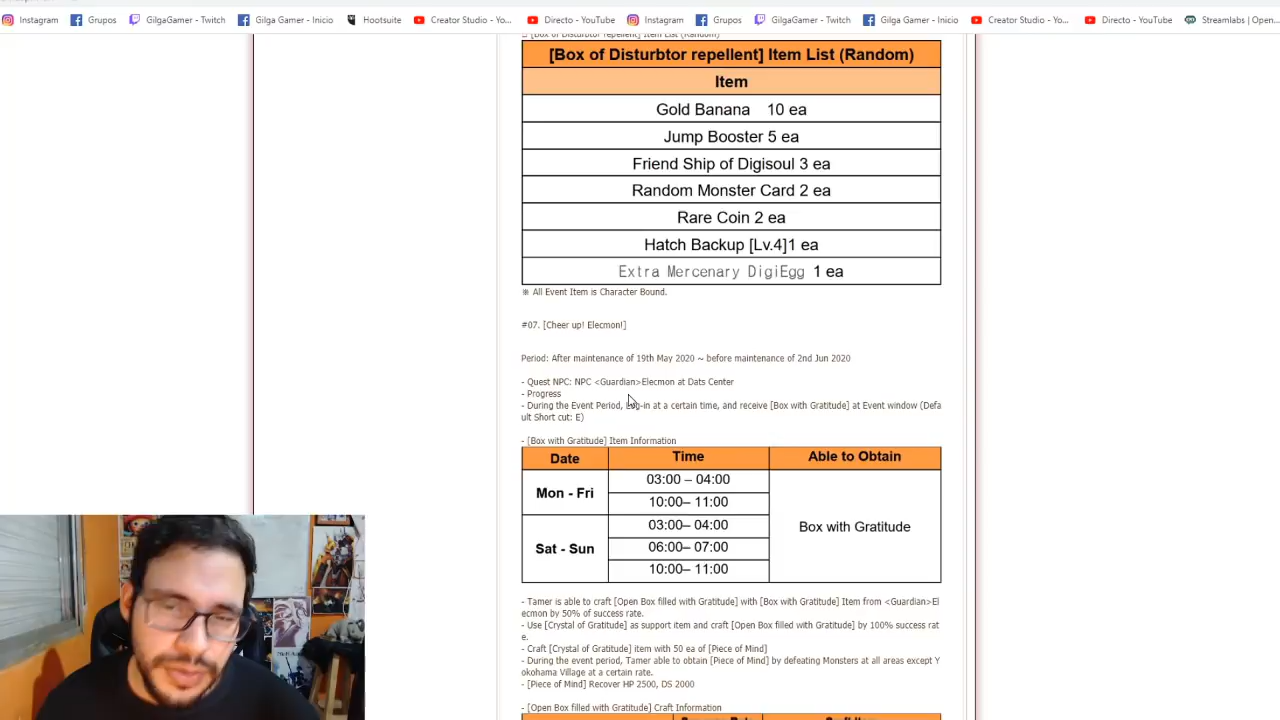 Instagram Grupos GilgaGamer - Twitch Gilga Gamer - Inicio Hootsuite Creator Studio - Yo... Directo - YouTube Instagram Grupos GilgaGamer - Twitch Gilga Gamer - Inicio Creator Studio - Yo... Directo - YouTube Streamlabs | Open...
[Box of Disturbtor repellent] Item List (Random)
[Box of Disturbtor repellent] Item List (Random)
Item
Gold Banana 10 ea
Jump Booster 5 ea
Friend Ship of Digisoul 3 ea
Random Monster Card 2 ea
Rare Coin 2 ea
Hatch Backup [Lv.4]1 ea
Extra Mercenary DigiEgg 1 ea
※ All Event Item is Character Bound.
#07. [Cheer up! Elecmon!]
Period: After maintenance of 19th May 2020 ~ before maintenance of 2nd Jun 2020
- Quest NPC: NPC <Guardian>Elecmon at Dats Center
- Progress
- During the Event Period, Log-in at a certain time, and receive [Box with Gratitude] at Event window (Defa
ult Short cut: E)
- [Box with Gratitude] Item Information
Date Time Able to Obtain
Mon - Fri 03:00 – 04:00 Box with Gratitude
10:00– 11:00
Sat - Sun 03:00– 04:00
06:00– 07:00
10:00– 11:00
- Tamer is able to craft [Open Box filled with Gratitude] with [Box with Gratitude] Item from <Guardian>El
ecmon by 50% of success rate.
- Use [Crystal of Gratitude] as support item and craft [Open Box filled with Gratitude] by 100% success rat
e.
- Craft [Crystal of Gratitude] item with 50 ea of [Piece of Mind]
- During the event period, Tamer able to obtain [Piece of Mind] by defeating Monsters at all areas except Y
okohama Village at a certain rate.
- [Piece of Mind] Recover HP 2500, DS 2000
- [Open Box filled with Gratitude] Craft Information